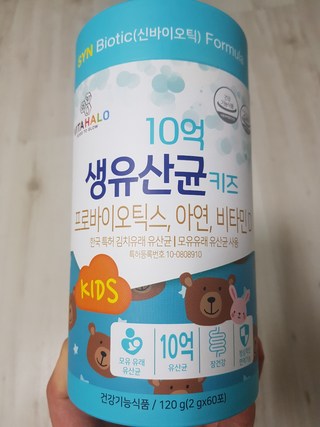 SYN Biotic(신바이오틱) Formula
VITAHALO
10억
생유산균키즈
프로바이오틱스, 아연, 비타민 D
한국 특허 김치유래 유산균 | 모유유래 유산균 사용
특허등록번호 10-0808910
KIDS
모유 유래
유산균
10억
유산균
장건강
건강기능식품 / 120 g(2 gx60포)